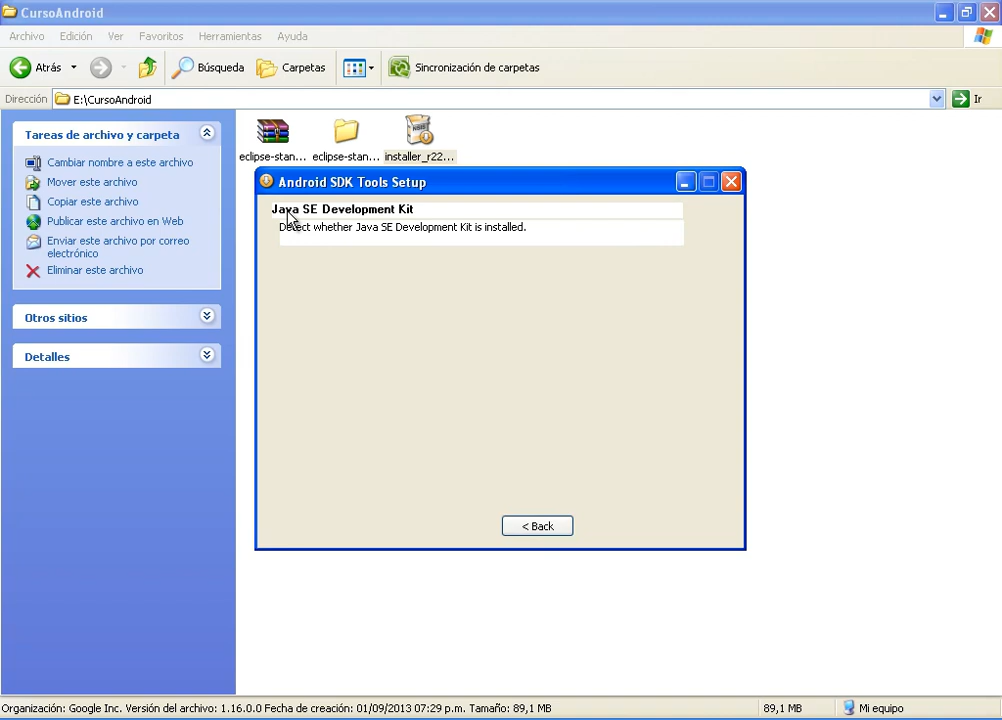 CursoAndroid
Archivo Edición Ver Favoritos Herramientas Ayuda
Atrás Búsqueda Carpetas Sincronización de carpetas
Dirección E:\CursoAndroid Ir
Tareas de archivo y carpeta
Cambiar nombre a este archivo
Mover este archivo
Copiar este archivo
Publicar este archivo en Web
Enviar este archivo por correo
electrónico
Eliminar este archivo
Otros sitios
Detalles
eclipse-stan... eclipse-stan... installer_r22...
Android SDK Tools Setup
Java SE Development Kit
Detect whether Java SE Development Kit is installed.
< Back
Organización: Google Inc. Versión del archivo: 1.16.0.0 Fecha de creación: 01/09/2013 07:29 p.m. Tamaño: 89,1 MB 89,1 MB Mi equipo